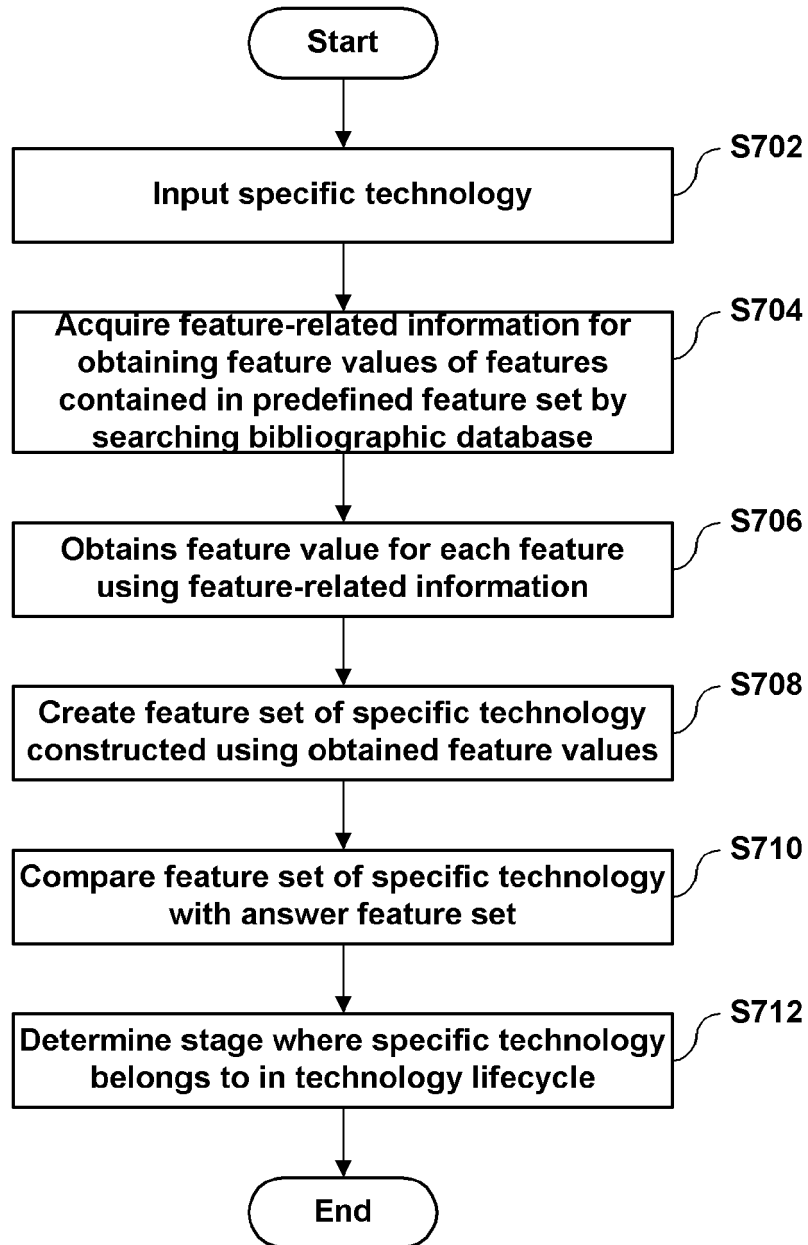 Start
S702
Input specific technology
S704
Acquire feature-related information for
obtaining feature values of features
contained in predefined feature set by
searching bibliographic database
S706
Obtains feature value for each feature
using feature-related information
S708
Create feature set of specific technology
constructed using obtained feature values
S710
Compare feature set of specific technology
with answer feature set
S712
Determine stage where specific technology
belongs to in technology lifecycle
End